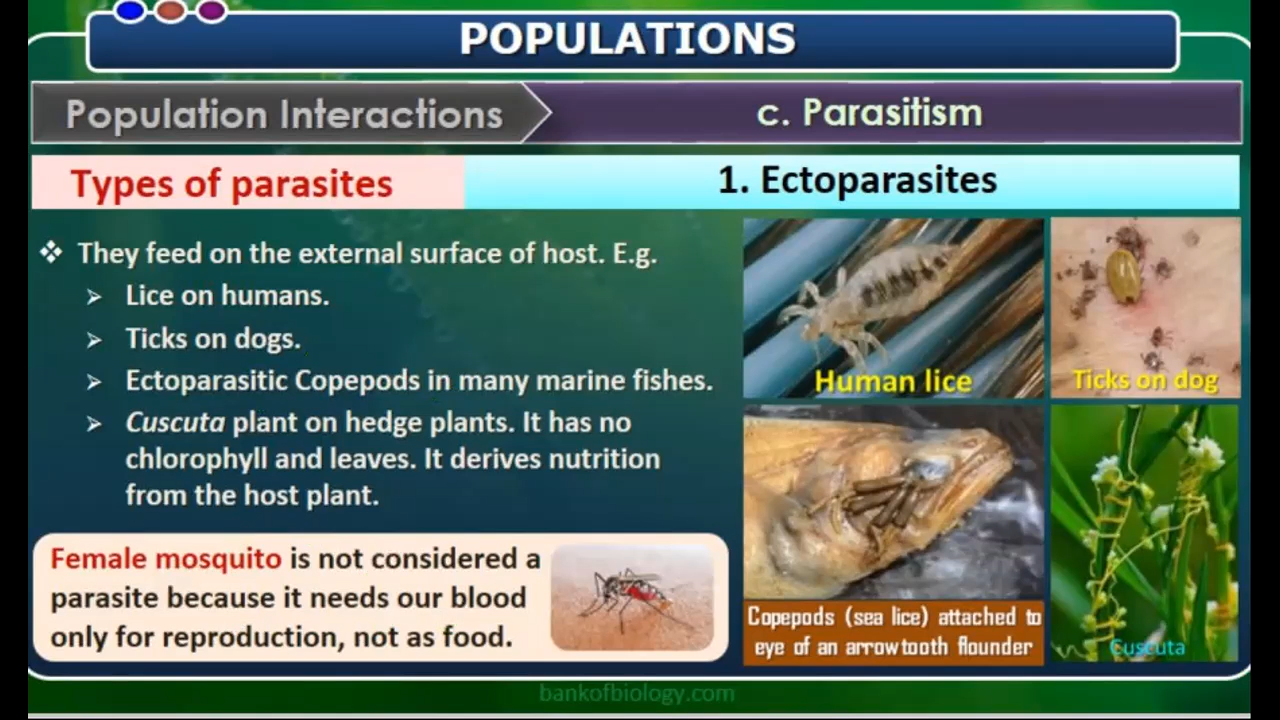 POPULATIONS
Population Interactions
c. Parasitism
Types of parasites
1. Ectoparasites
❖ They feed on the external surface of host. E.g.
➢ Lice on humans.
➢ Ticks on dogs.
➢ Ectoparasitic Copepods in many marine fishes.
➢ Cuscuta plant on hedge plants. It has no
chlorophyll and leaves. It derives nutrition
from the host plant.
Female mosquito is not considered a
parasite because it needs our blood
only for reproduction, not as food.
Human lice
Ticks on dog
Copepods (sea lice) attached to
eye of an arrowtooth flounder
Cuscuta
bankofbiology.com